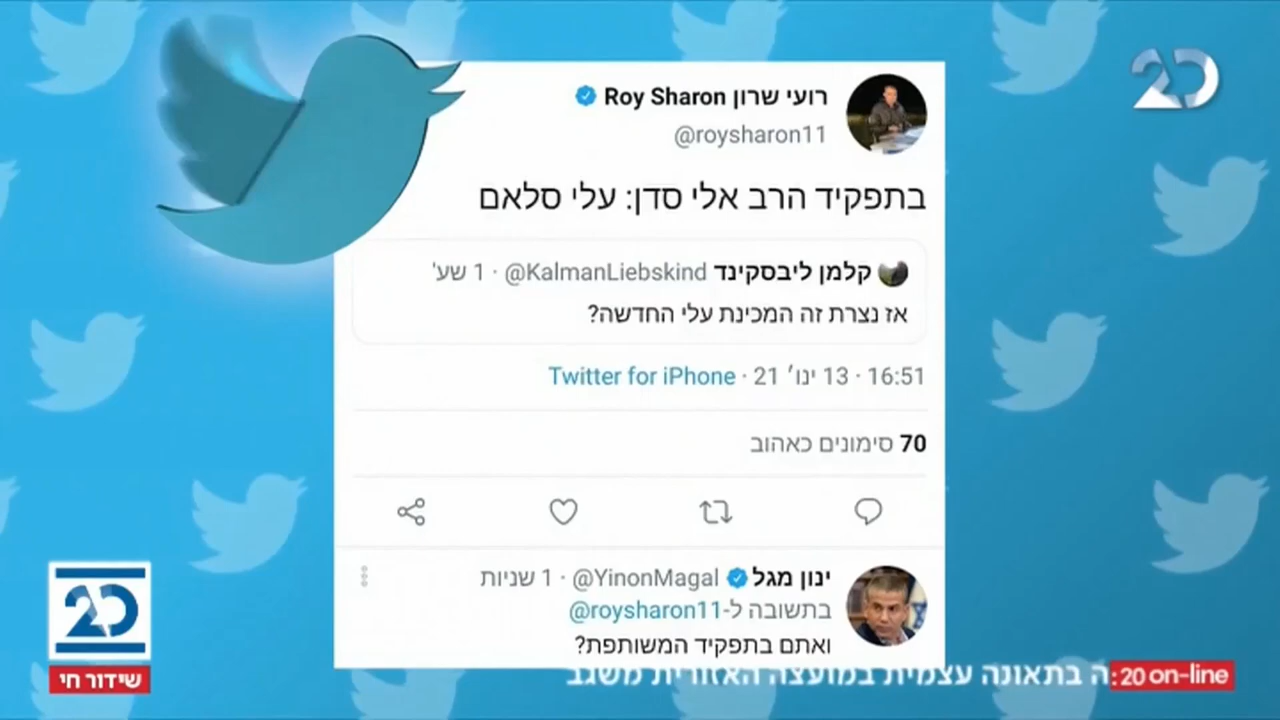 20
רועי שרון Roy Sharon
@roysharon11
בתפקיד הרב אלי סדן: עלי סלאם
קלמן ליבסקינד @KalmanLiebskind · 1 שע'
אז נצרת זה המכינת עלי החדשה?
16:51 · 13 ינו׳ 21 · Twitter for iPhone
70 סימונים כאהוב
ינון מגל @YinonMagal · 1 שניות
בתשובה ל-@roysharon11
ואתם בתפקיד המשותפת?
20
שידור חי
20 on-line: ה בתאונה עצמית במועצה האזורית משגב